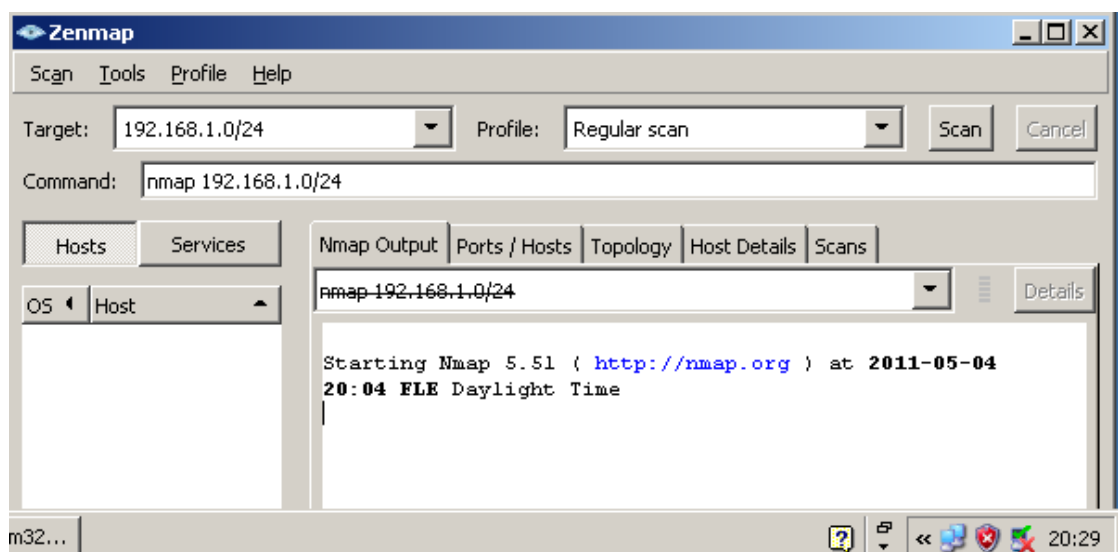 Zenmap
Scan Tools Profile Help
Target: 192.168.1.0/24 Profile: Regular scan Scan Cancel
Command: nmap 192.168.1.0/24
Hosts Services
Nmap Output Ports / Hosts Topology Host Details Scans
OS Host
nmap 192.168.1.0/24 Details
Starting Nmap 5.51 ( http://nmap.org ) at 2011-05-04
20:04 FLE Daylight Time
m32... ? « 20:29